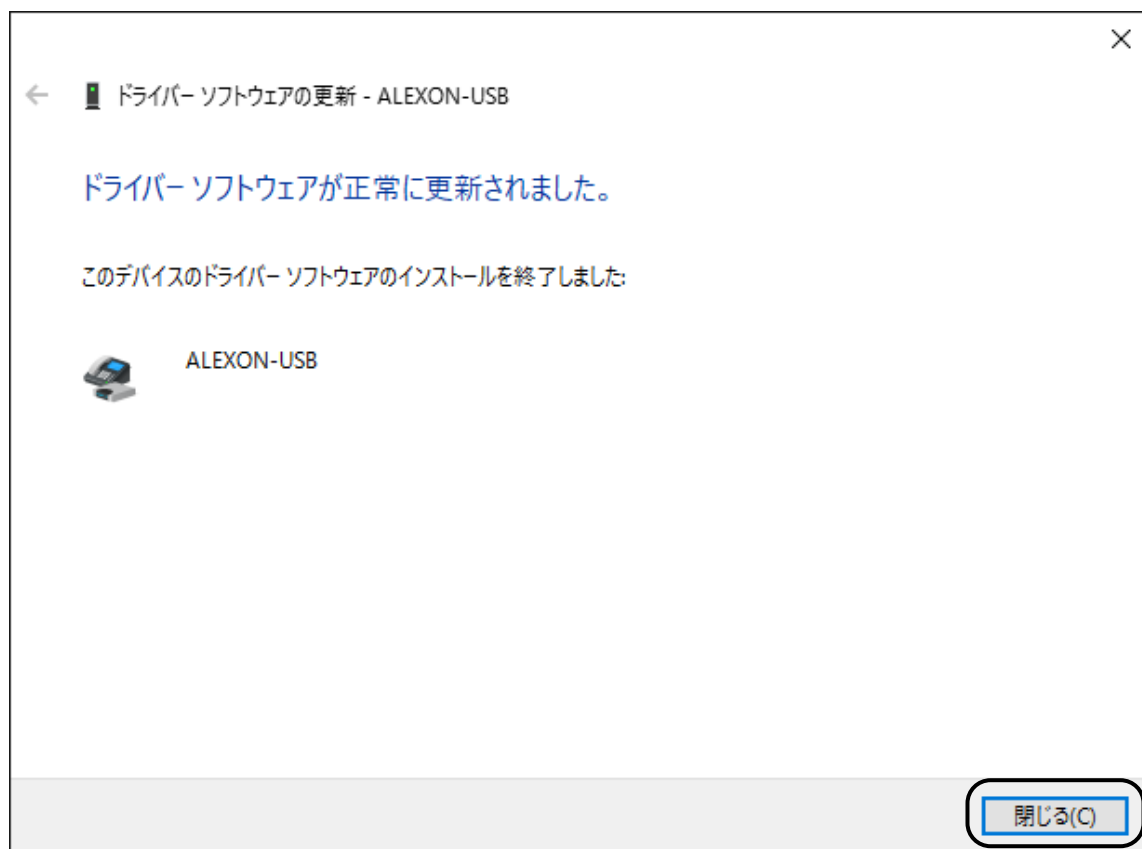 ドライバー ソフトウェアの更新 - ALEXON-USB
ドライバー ソフトウェアが正常に更新されました。
このデバイスのドライバー ソフトウェアのインストールを終了しました:
ALEXON-USB
閉じる(C)